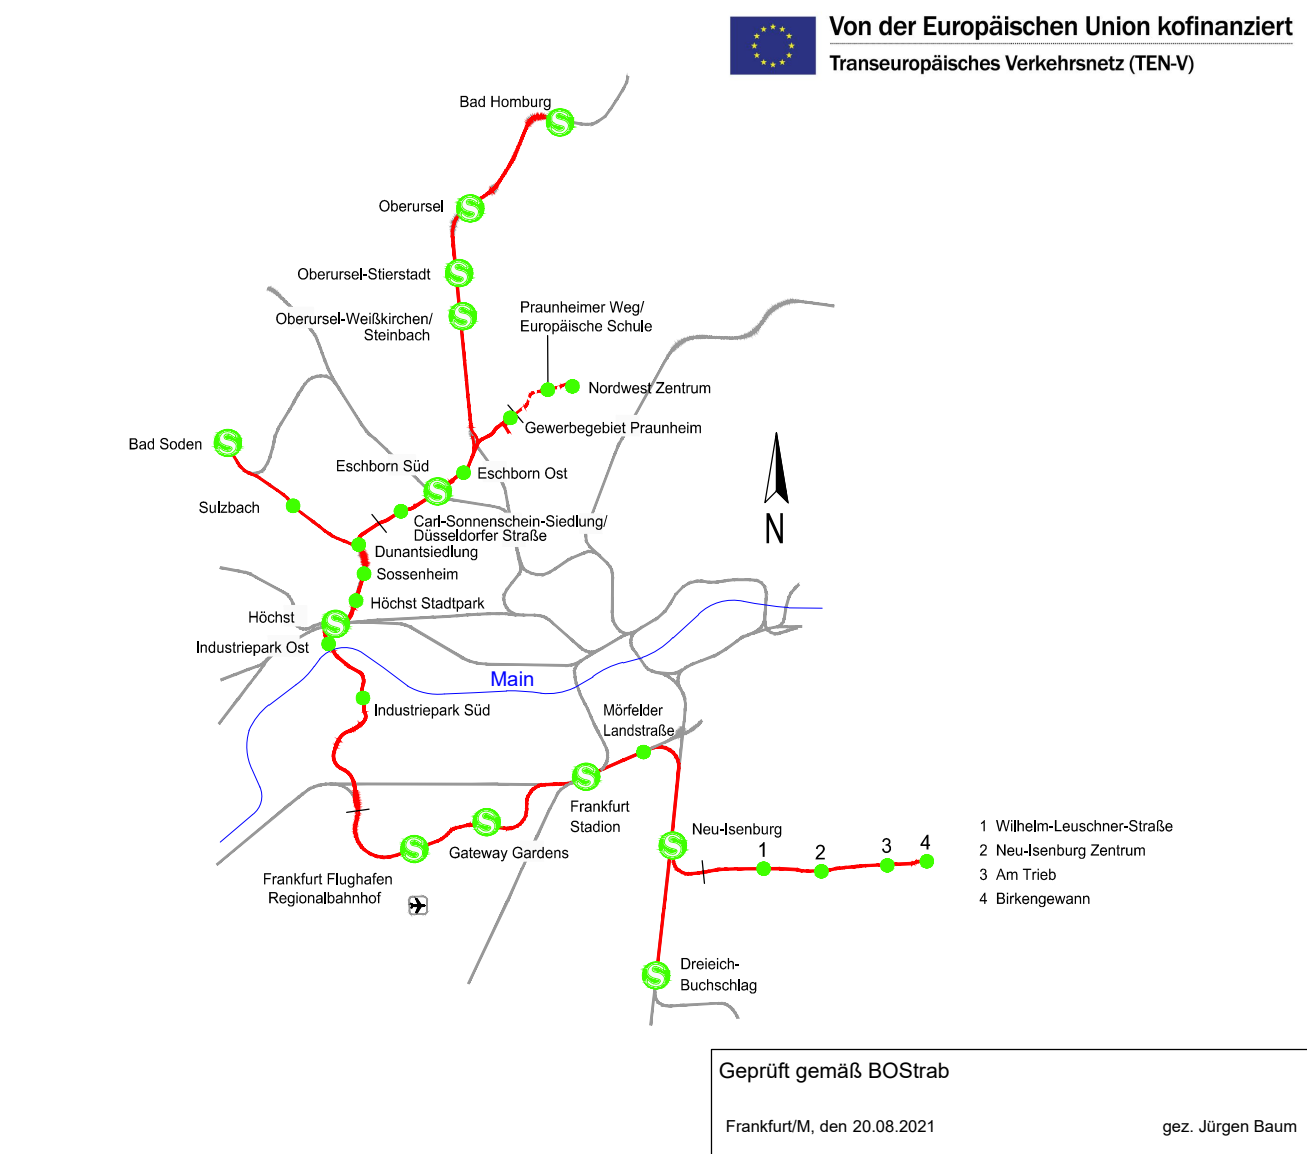 Von der Europäischen Union kofinanziert
Transeuropäisches Verkehrsnetz (TEN-V)
Bad Homburg
S
Oberursel
S
Oberursel-Stierstadt
S
Oberursel-Weißkirchen/
Steinbach
S
Praunheimer Weg/
Europäische Schule
Nordwest Zentrum
Gewerbegebiet Praunheim
Bad Soden
S
Eschborn Süd
S
Eschborn Ost
Sulzbach
Carl-Sonnenschein-Siedlung/
Düsseldorfer Straße
N
Dunantsiedlung
Sossenheim
Höchst Stadtpark
Höchst
S
Industriepark Ost
Main
Industriepark Süd
Mörfelder
Landstraße
S
Frankfurt
Stadion
S
Gateway Gardens
S
Frankfurt Flughafen
Regionalbahnhof
Neu-Isenburg
S
1
2
3
4
1 Wilhelm-Leuschner-Straße
2 Neu-Isenburg Zentrum
3 Am Trieb
4 Birkengewann
S
Dreieich-
Buchschlag
Geprüft gemäß BOStrab
Frankfurt/M, den 20.08.2021 gez. Jürgen Baum